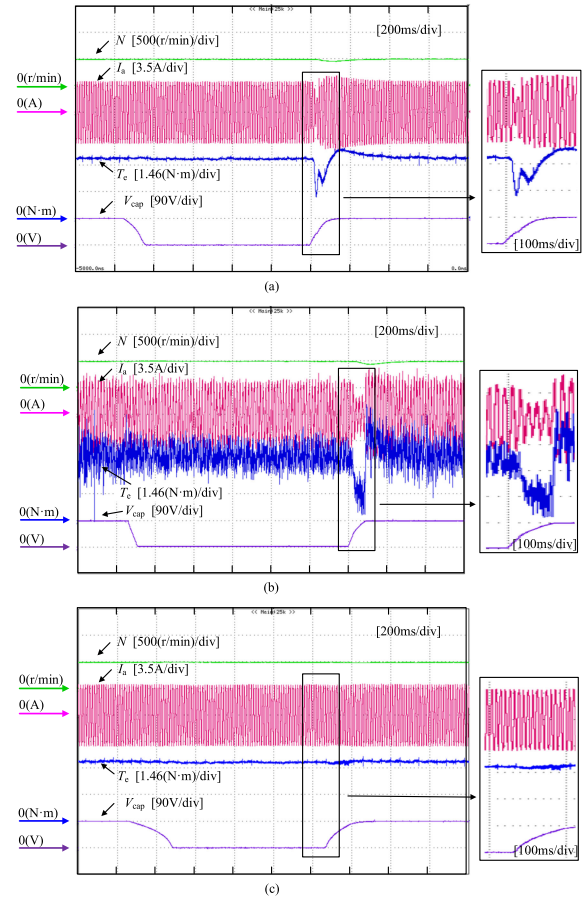 << Main:25k >>
[200ms/div]
N [500(r/min)/div]
0(r/min)
Ia [3.5A/div]
0(A)
Te [1.46(N·m)/div]
Vcap [90V/div]
0(N·m)
0(V)
[100ms/div]
-5000.0ms
0.0ms
(a)
<< Main:25k >>
[200ms/div]
N [500(r/min)/div]
Ia [3.5A/div]
0(r/min)
0(A)
Te [1.46(N·m)/div]
Vcap [90V/div]
0(N·m)
0(V)
[100ms/div]
(b)
<< Main:25k >>
[200ms/div]
N [500(r/min)/div]
Ia [3.5A/div]
0(r/min)
0(A)
Te [1.46(N·m)/div]
Vcap [90V/div]
0(N·m)
0(V)
[100ms/div]
(c)